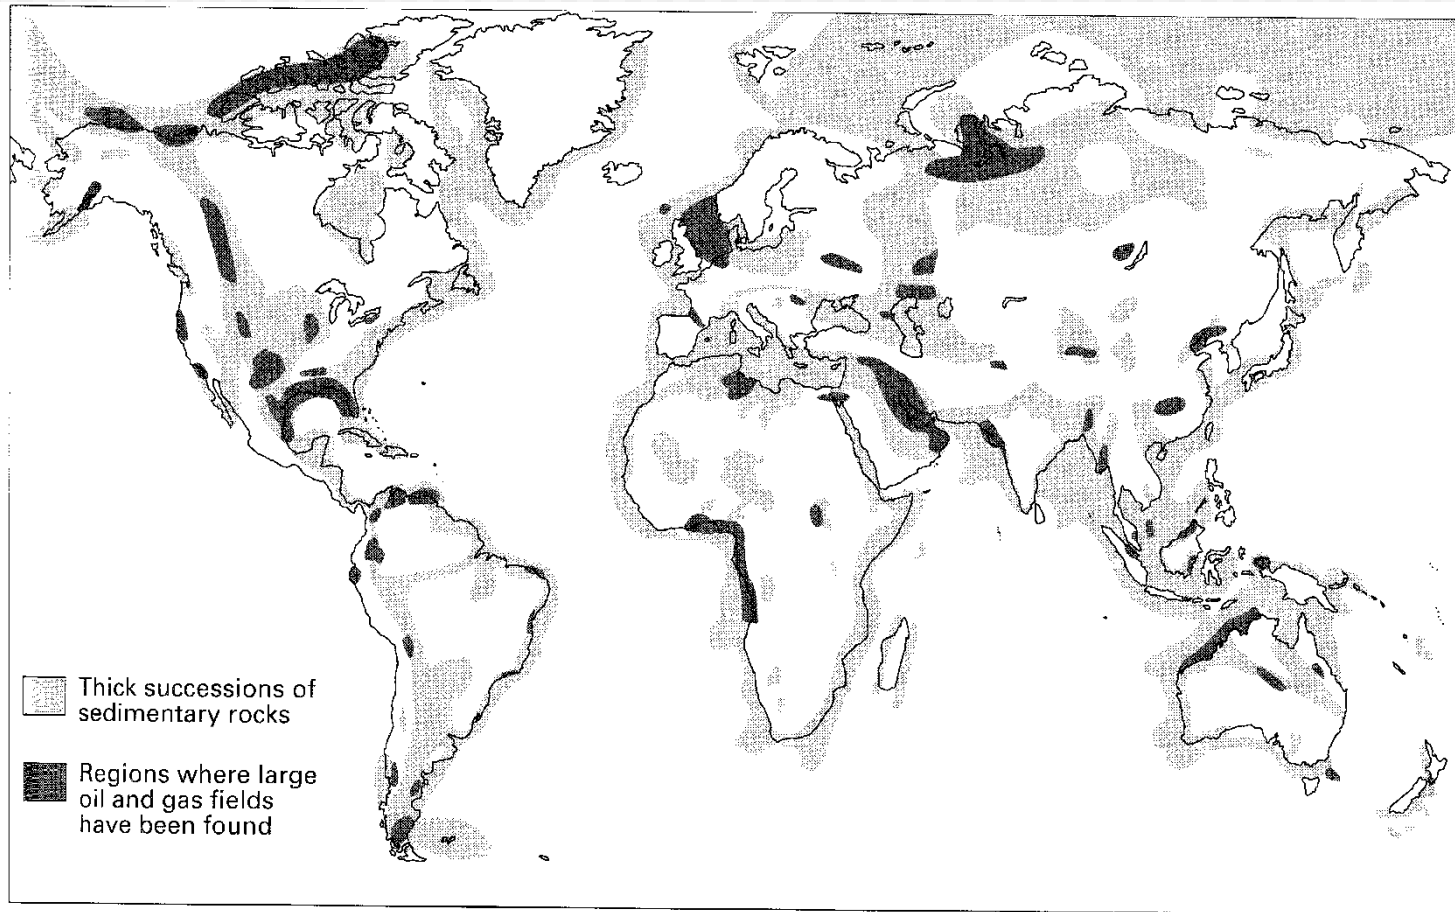 Thick successions of
sedimentary rocks
Regions where large
oil and gas fields
have been found